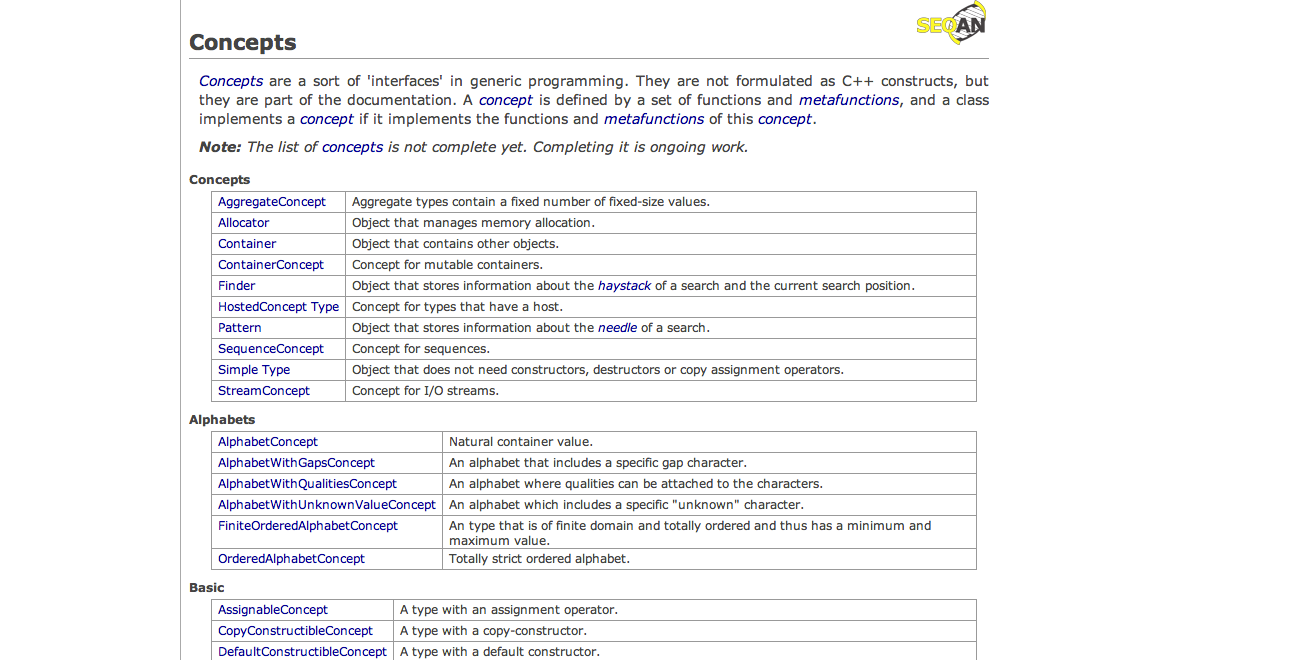 SEQAN
Concepts
Concepts are a sort of 'interfaces' in generic programming. They are not formulated as C++ constructs, but
they are part of the documentation. A concept is defined by a set of functions and metafunctions, and a class
implements a concept if it implements the functions and metafunctions of this concept.
Note: The list of concepts is not complete yet. Completing it is ongoing work.
Concepts
AggregateConcept Aggregate types contain a fixed number of fixed-size values.
Allocator Object that manages memory allocation.
Container Object that contains other objects.
ContainerConcept Concept for mutable containers.
Finder Object that stores information about the haystack of a search and the current search position.
HostedConcept Type Concept for types that have a host.
Pattern Object that stores information about the needle of a search.
SequenceConcept Concept for sequences.
Simple Type Object that does not need constructors, destructors or copy assignment operators.
StreamConcept Concept for I/O streams.
Alphabets
AlphabetConcept Natural container value.
AlphabetWithGapsConcept An alphabet that includes a specific gap character.
AlphabetWithQualitiesConcept An alphabet where qualities can be attached to the characters.
AlphabetWithUnknownValueConcept An alphabet which includes a specific "unknown" character.
FiniteOrderedAlphabetConcept An type that is of finite domain and totally ordered and thus has a minimum and
maximum value.
OrderedAlphabetConcept Totally strict ordered alphabet.
Basic
AssignableConcept A type with an assignment operator.
CopyConstructibleConcept A type with a copy-constructor.
DefaultConstructibleConcept A type with a default constructor.